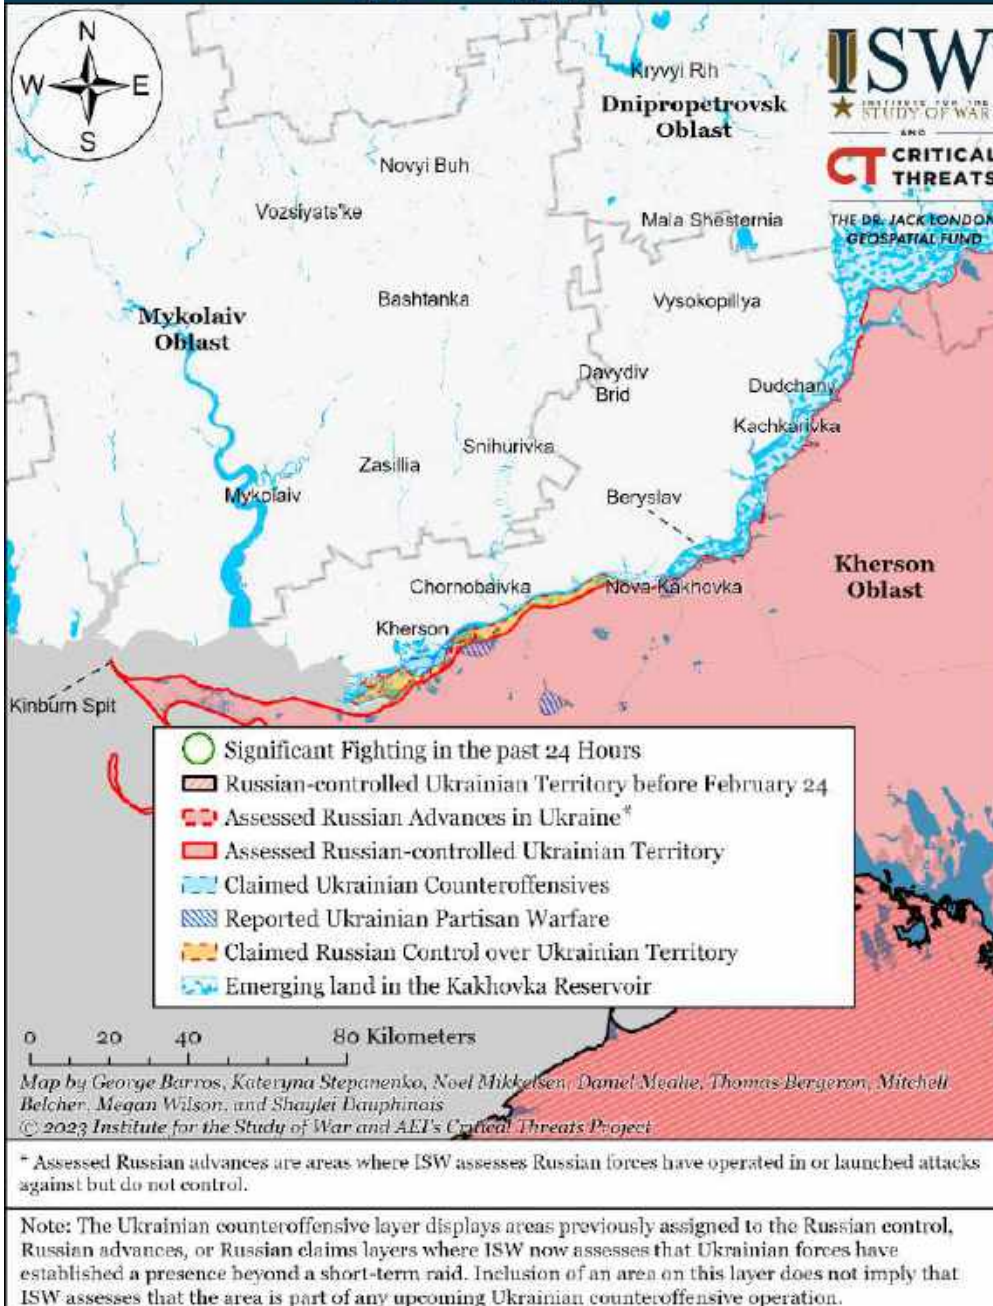 N
W E
S
ISW
INSTITUTE FOR THE
STUDY OF WAR
AND
CT CRITICAL
THREATS
THE DR. JACK LONDON
GEOSPATIAL FUND
Kryvyi Rih
Dnipropetrovsk
Oblast
Novyi Buh
Vozsiyats'ke
Mala Shesternia
Bashtanka
Vysokopillya
Mykolaiv
Oblast
Davydiv
Brid
Dudchany
Kachkarivka
Snihurivka
Zasillia
Mykolaiv
Beryslav
Kherson
Oblast
Chornobaivka
Nova-Kakhovka
Kherson
Kinburn Spit
Significant Fighting in the past 24 Hours
Russian-controlled Ukrainian Territory before February 24
Assessed Russian Advances in Ukraine*
Assessed Russian-controlled Ukrainian Territory
Claimed Ukrainian Counteroffensives
Reported Ukrainian Partisan Warfare
Claimed Russian Control over Ukrainian Territory
Emerging land in the Kakhovka Reservoir
0 20 40 80 Kilometers
Map by George Barros, Kateryna Stepanenko, Noel Mikkelsen, Daniel Mealie, Thomas Bergeron, Mitchell
Belcher, Megan Wilson, and Shaylei Dauphinais
© 2023 Institute for the Study of War and AEI's Critical Threats Project
* Assessed Russian advances are areas where ISW assesses Russian forces have operated in or launched attacks
against but do not control.
Note: The Ukrainian counteroffensive layer displays areas previously assigned to the Russian control,
Russian advances, or Russian claims layers where ISW now assesses that Ukrainian forces have
established a presence beyond a short-term raid. Inclusion of an area on this layer does not imply that
ISW assesses that the area is part of any upcoming Ukrainian counteroffensive operation.